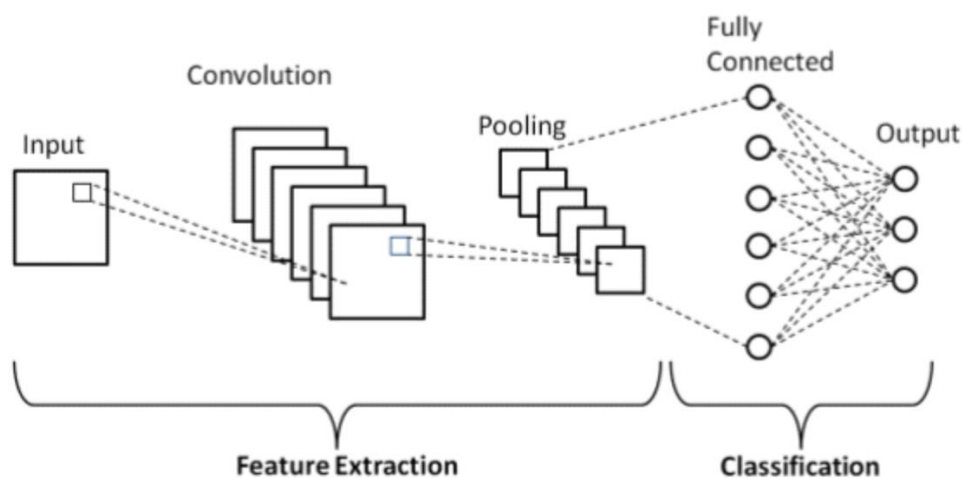 Fully
Connected
Convolution
Pooling
Output
Input
Feature Extraction
Classification